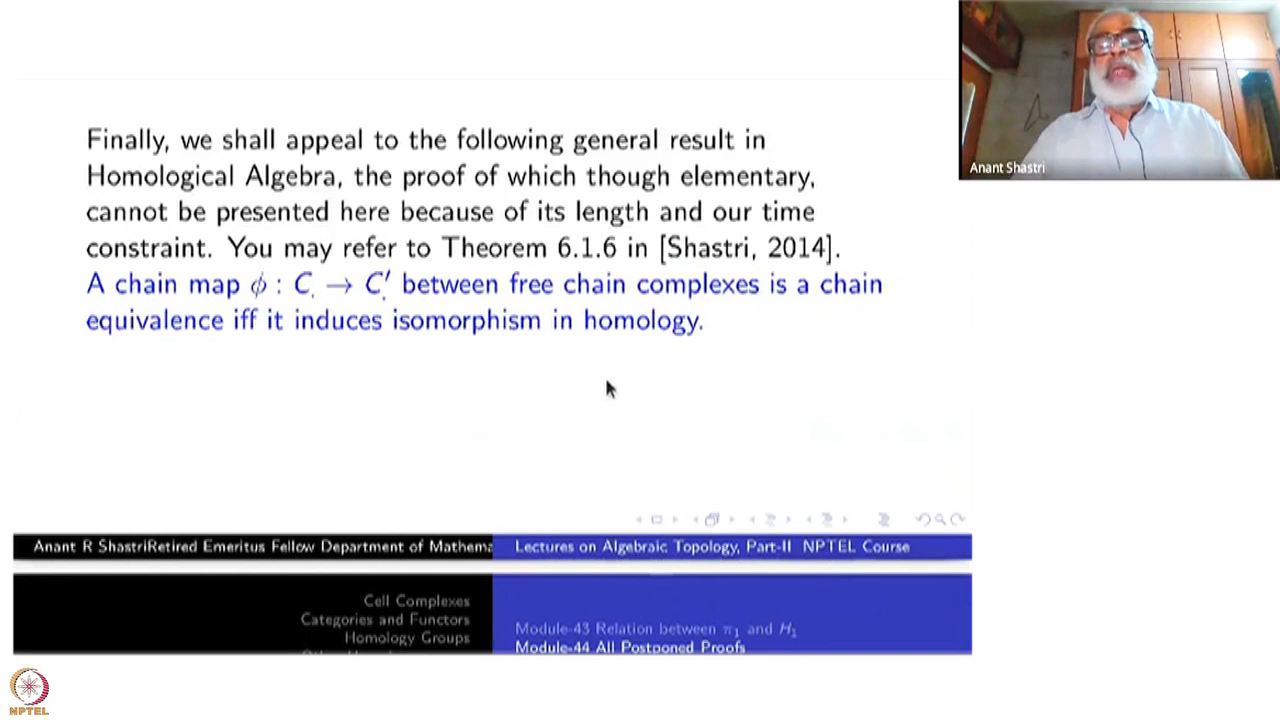 Finally, we shall appeal to the following general result in
Homological Algebra, the proof of which though elementary,
cannot be presented here because of its length and our time
constraint. You may refer to Theorem 6.1.6 in [Shastri, 2014].
A chain map ϕ : C. → C.′ between free chain complexes is a chain
equivalence iff it induces isomorphism in homology.
Anant Shastri
Anant R ShastriRetired Emeritus Fellow Department of Mathema
Lectures on Algebraic Topology, Part-II NPTEL Course
Cell Complexes
Categories and Functors
Homology Groups
Module-43 Relation between π₁ and H₁
Module-44 All Postponed Proofs
NPTEL